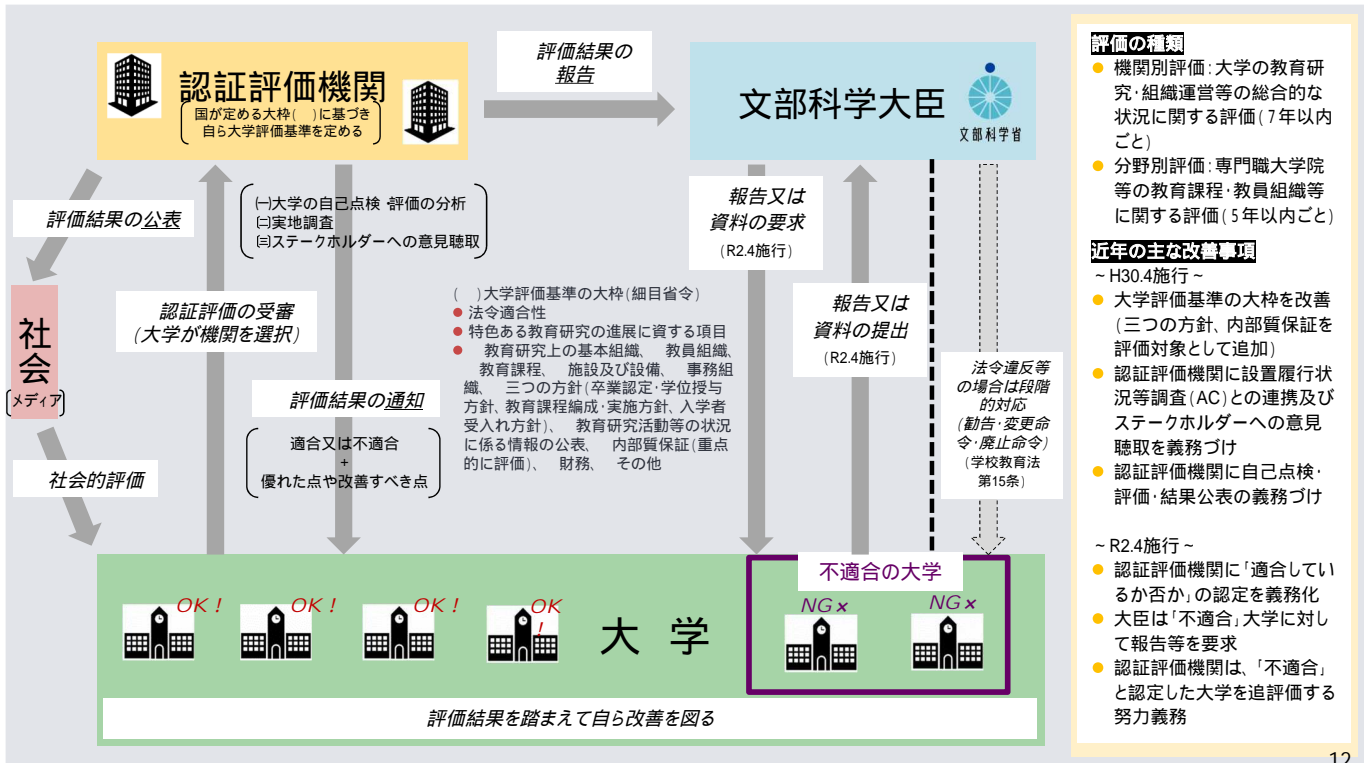 認証評価機関
国が定める大枠(　)に基づき
自ら大学評価基準を定める
評価結果の
報告
文部科学大臣
文部科学省
評価結果の公表
(一)大学の自己点検・評価の分析
(二)実地調査
(三)ステークホルダーへの意見聴取
報告又は
資料の要求
(R2.4施行)
社会
メディア
認証評価の受審
(大学が機関を選択)
(　)大学評価基準の大枠(細目省令)
● 法令適合性
● 特色ある教育研究の進展に資する項目
●　教育研究上の基本組織、　教員組織、
教育課程、　施設及び設備、　事務組
織、　三つの方針(卒業認定・学位授与
方針、教育課程編成・実施方針、入学者
受入れ方針)、　教育研究活動等の状況
に係る情報の公表、　内部質保証(重点
的に評価)、　財務、　その他
報告又は
資料の提出
(R2.4施行)
法令違反等
の場合は段階
的対応
(勧告・変更命
令・廃止命令)
(学校教育法
第15条)
評価結果の通知
適合又は不適合
+
優れた点や改善すべき点
社会的評価
不適合の大学
OK!
OK!
OK!
OK
!
大学
NG×
NG×
評価結果を踏まえて自ら改善を図る
評価の種類
● 機関別評価:大学の教育研
究・組織運営等の総合的な
状況に関する評価(7年以内
ごと)
● 分野別評価:専門職大学院
等の教育課程・教員組織等
に関する評価(5年以内ごと)
近年の主な改善事項
~H30.4施行~
● 大学評価基準の大枠を改善
(三つの方針、内部質保証を
評価対象として追加)
● 認証評価機関に設置履行状
況等調査(AC)との連携及び
ステークホルダーへの意見
聴取を義務づけ
● 認証評価機関に自己点検・
評価・結果公表の義務づけ
~R2.4施行~
● 認証評価機関に「適合してい
るか否か」の認定を義務化
● 大臣は「不適合」大学に対し
て報告等を要求
● 認証評価機関は、「不適合」
と認定した大学を追評価する
努力義務
12